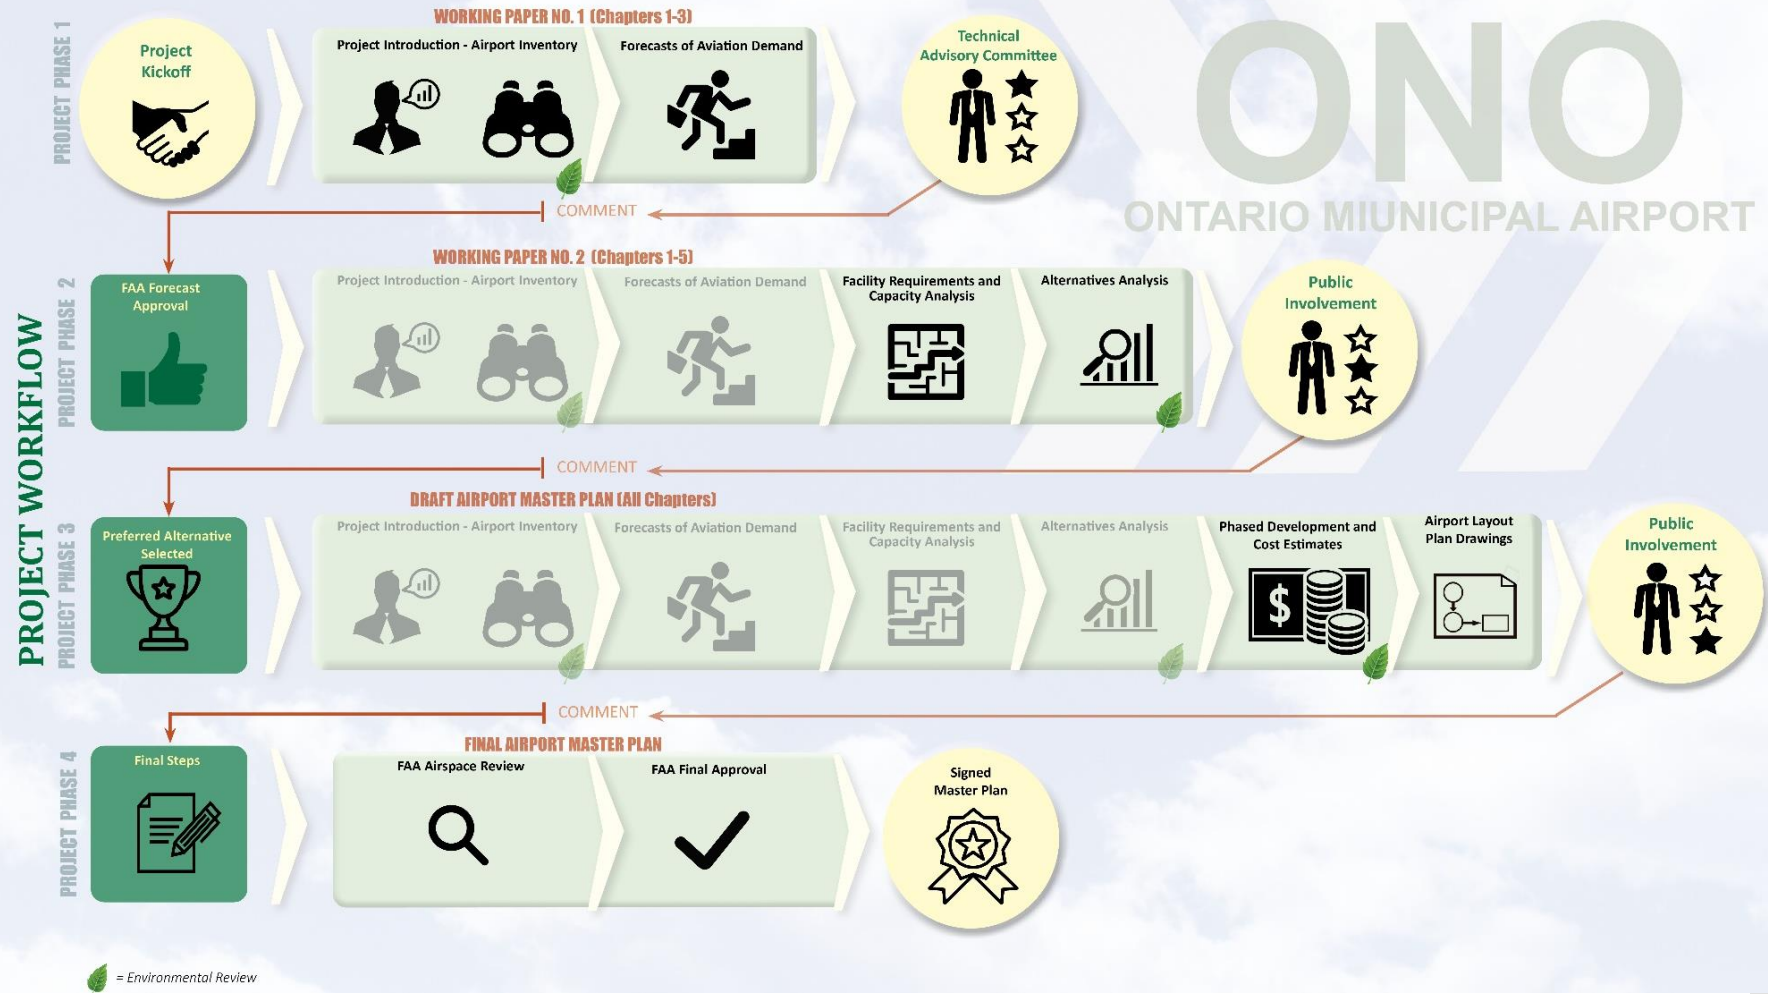 PROJECT WORKFLOW
ONO
ONTARIO MIUNICIPAL AIRPORT
PROJECT PHASE 1
Project
Kickoff
WORKING PAPER NO. 1 (Chapters 1-3)
Project Introduction - Airport Inventory
Forecasts of Aviation Demand
Technical
Advisory Committee
COMMENT
PROJECT PHASE 2
FAA Forecast
Approval
WORKING PAPER NO. 2 (Chapters 1-5)
Project Introduction - Airport Inventory
Forecasts of Aviation Demand
Facility Requirements and
Capacity Analysis
Alternatives Analysis
Public
Involvement
COMMENT
PROJECT PHASE 3
Preferred Alternative
Selected
DRAFT AIRPORT MASTER PLAN (All Chapters)
Project Introduction - Airport Inventory
Forecasts of Aviation Demand
Facility Requirements and
Capacity Analysis
Alternatives Analysis
Phased Development and
Cost Estimates
$
Airport Layout
Plan Drawings
Public
Involvement
COMMENT
PROJECT PHASE 4
Final Steps
FINAL AIRPORT MASTER PLAN
FAA Airspace Review
FAA Final Approval
Signed
Master Plan
= Environmental Review